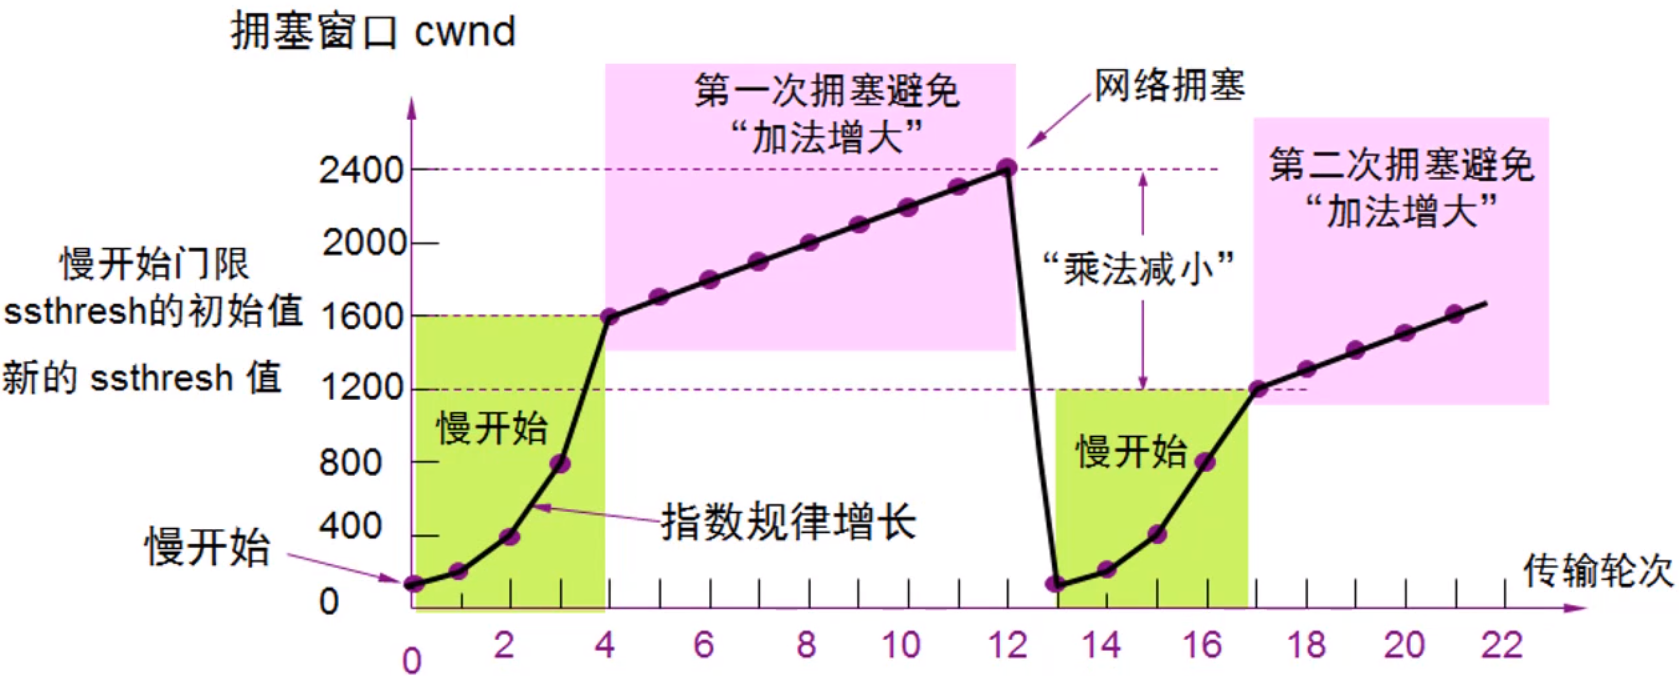 拥塞窗口 cwnd
第一次拥塞避免
“加法增大”
网络拥塞
第二次拥塞避免
“加法增大”
2400
2000
慢开始门限
ssthresh的初始值
1600
“乘法减小”
新的 ssthresh 值
1200
慢开始
800
慢开始
400
指数规律增长
慢开始
0
传输轮次
0
2
4
6
8
10
12
14
16
18
20
22